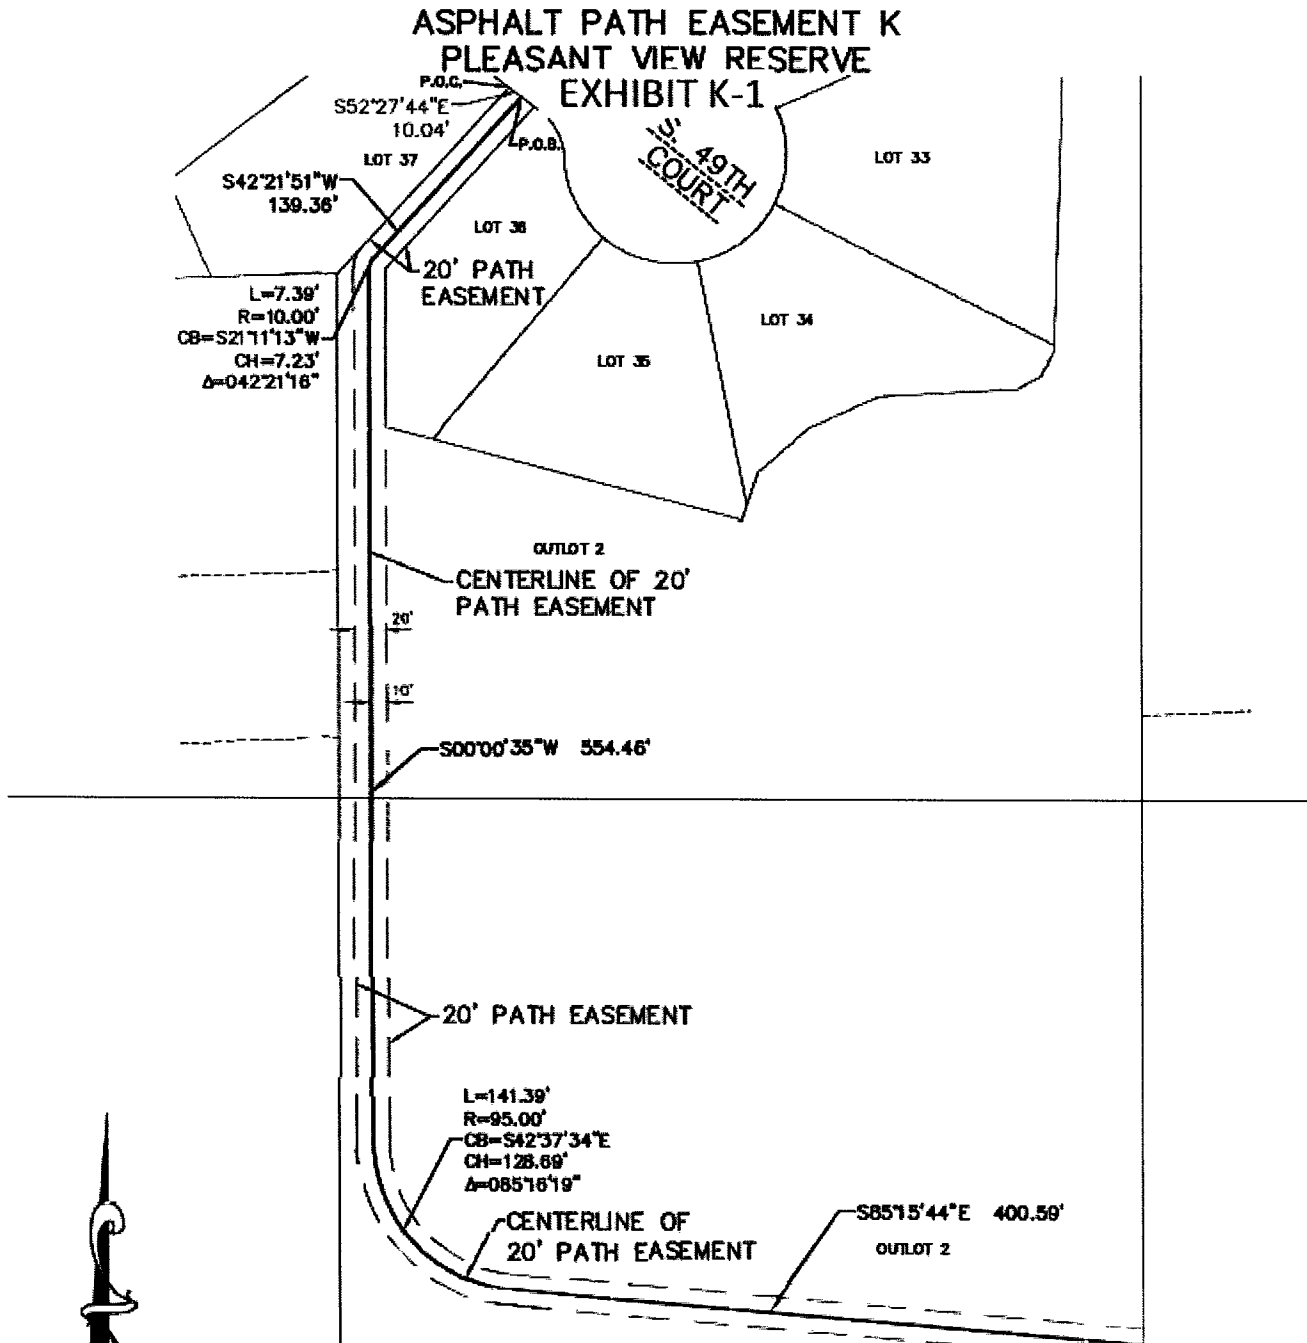 ASPHALT PATH EASEMENT K
PLEASANT VIEW RESERVE
EXHIBIT K-1
P.O.C.
S52°27'44"E
10.04'
P.O.B.
LOT 37
S. 49TH
COURT
LOT 33
S42°21'51"W
139.36'
LOT 36
20' PATH
EASEMENT
L=7.39'
R=10.00'
CB=S21°11'13"W
CH=7.23'
Δ=042°21'16"
LOT 34
LOT 35
OUTLOT 2
CENTERLINE OF 20'
PATH EASEMENT
20'
10'
S00°00'35"W 554.46'
20' PATH EASEMENT
L=141.39'
R=95.00'
CB=S42°37'34"E
CH=128.69'
Δ=085°16'19"
S85°15'44"E 400.59'
CENTERLINE OF
20' PATH EASEMENT
OUTLOT 2